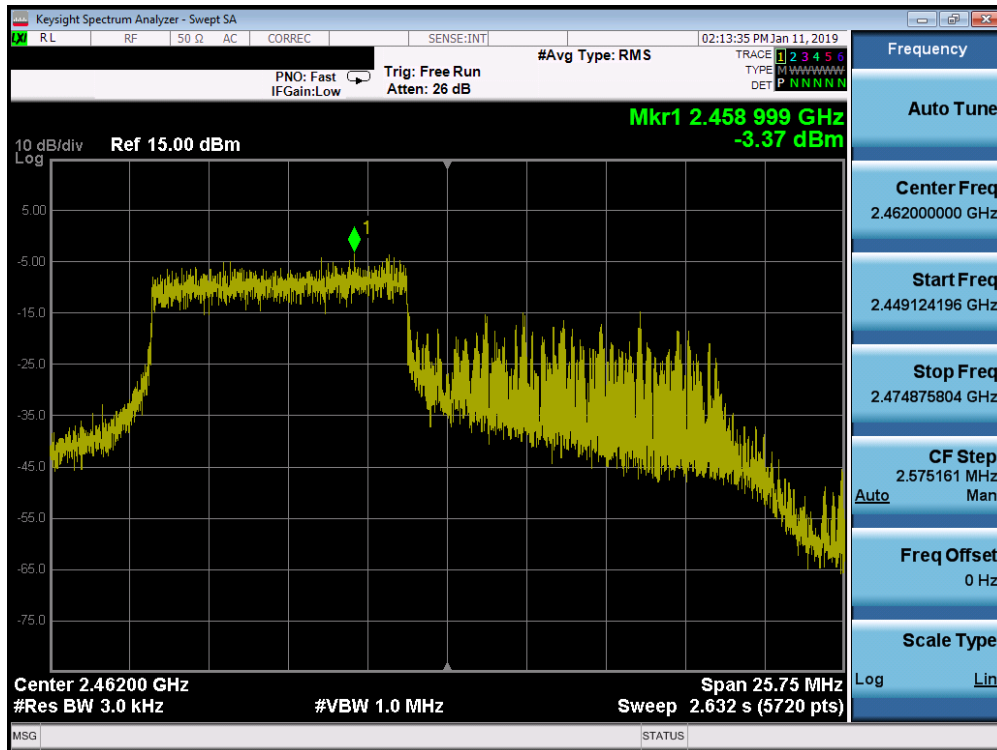 Keysight Spectrum Analyzer - Swept SA
LXI RL RF 50 Ω AC CORREC SENSE:INT 02:13:35 PM Jan 11, 2019
Frequency
#Avg Type: RMS
TRACE 1 2 3 4 5 6
PNO: Fast Trig: Free Run
TYPE M WWWWW
IFGain:Low Atten: 26 dB
DET P N N N N N
Auto Tune
Mkr1 2.458 999 GHz
-3.37 dBm
10 dB/div Ref 15.00 dBm
Log
5.00
-5.00
-15.0
-25.0
-35.0
-45.0
-55.0
-65.0
-75.0
1
Center Freq
2.462000000 GHz
Start Freq
2.449124196 GHz
Stop Freq
2.474875804 GHz
CF Step
2.575161 MHz
Auto Man
Freq Offset
0 Hz
Scale Type
Log Lin
Center 2.46200 GHz Span 25.75 MHz
#Res BW 3.0 kHz #VBW 1.0 MHz Sweep 2.632 s (5720 pts)
MSG STATUS